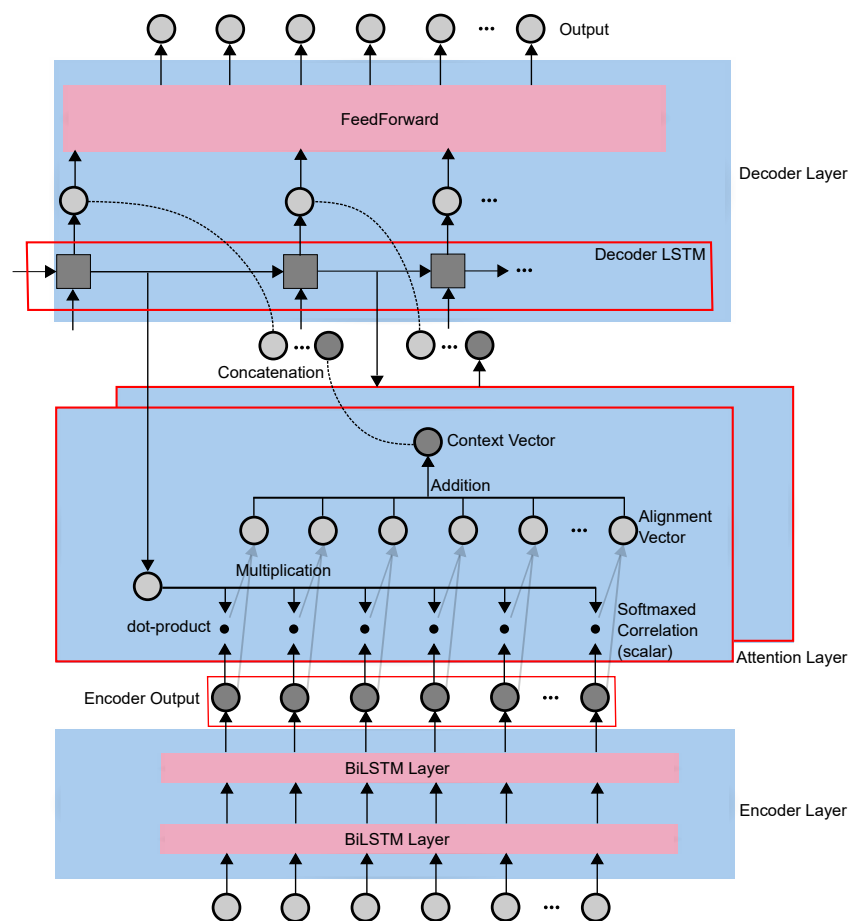 Output
FeedForward
Decoder Layer
Decoder LSTM
Concatenation
Context Vector
Addition
Alignment
Vector
Multiplication
dot-product
Softmaxed
Correlation
(scalar)
Attention Layer
Encoder Output
BiLSTM Layer
Encoder Layer
BiLSTM Layer